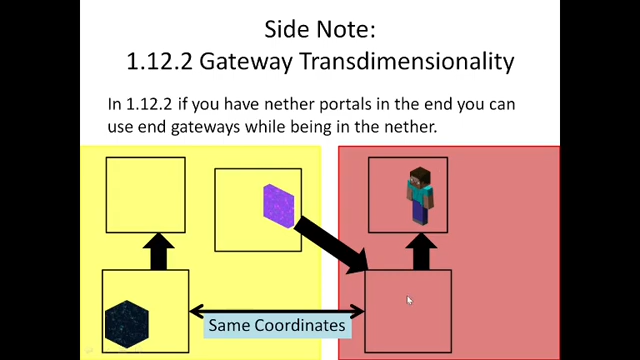 Side Note:
1.12.2 Gateway Transdimensionality
In 1.12.2 if you have nether portals in the end you can
use end gateways while being in the nether.
Same Coordinates